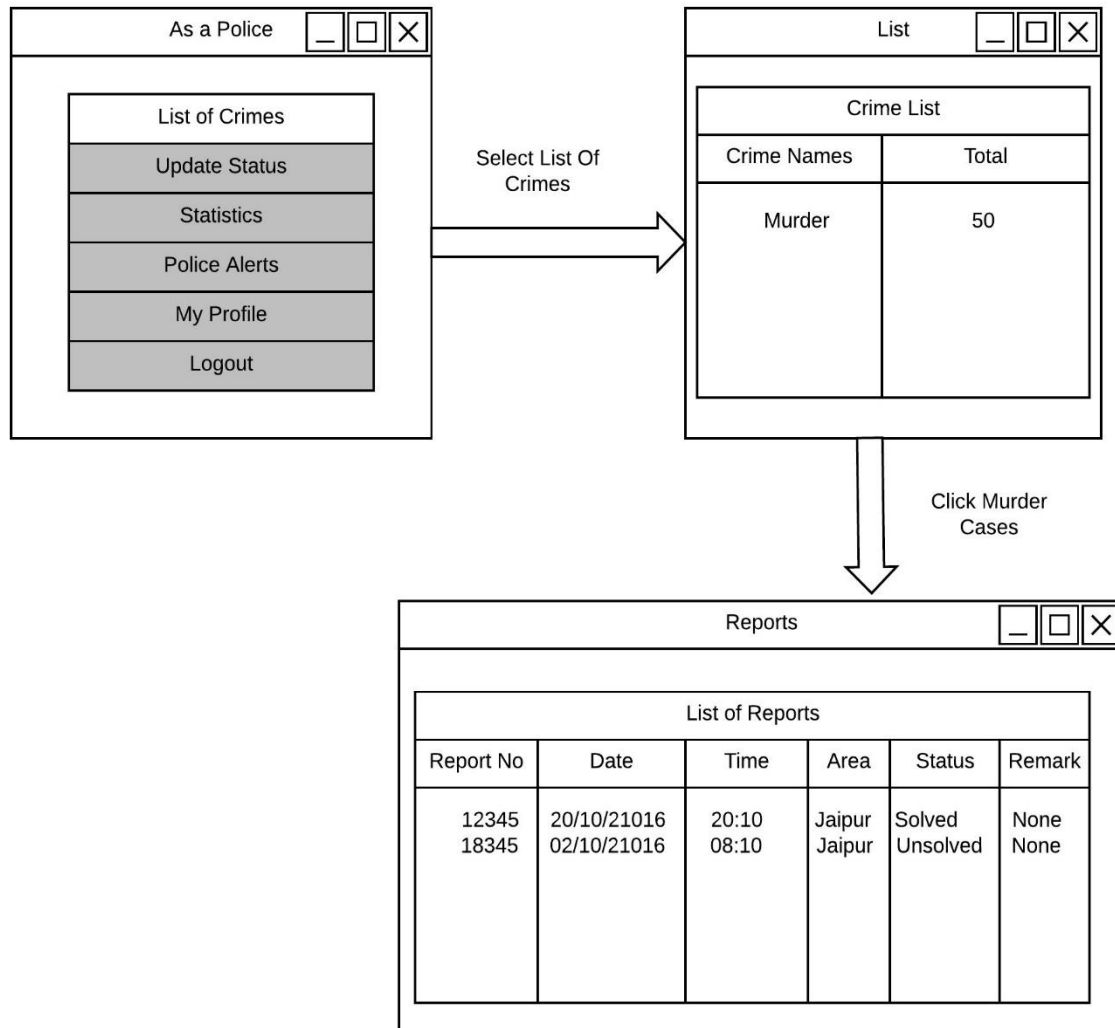 As a Police
List of Crimes
Update Status
Statistics
Police Alerts
My Profile
Logout
Select List Of
Crimes
List
Crime List
Crime Names Total
Murder 50
Click Murder
Cases
Reports
List of Reports
Report No Date Time Area Status Remark
12345 20/10/21016 20:10 Jaipur Solved None
18345 02/10/21016 08:10 Jaipur Unsolved None